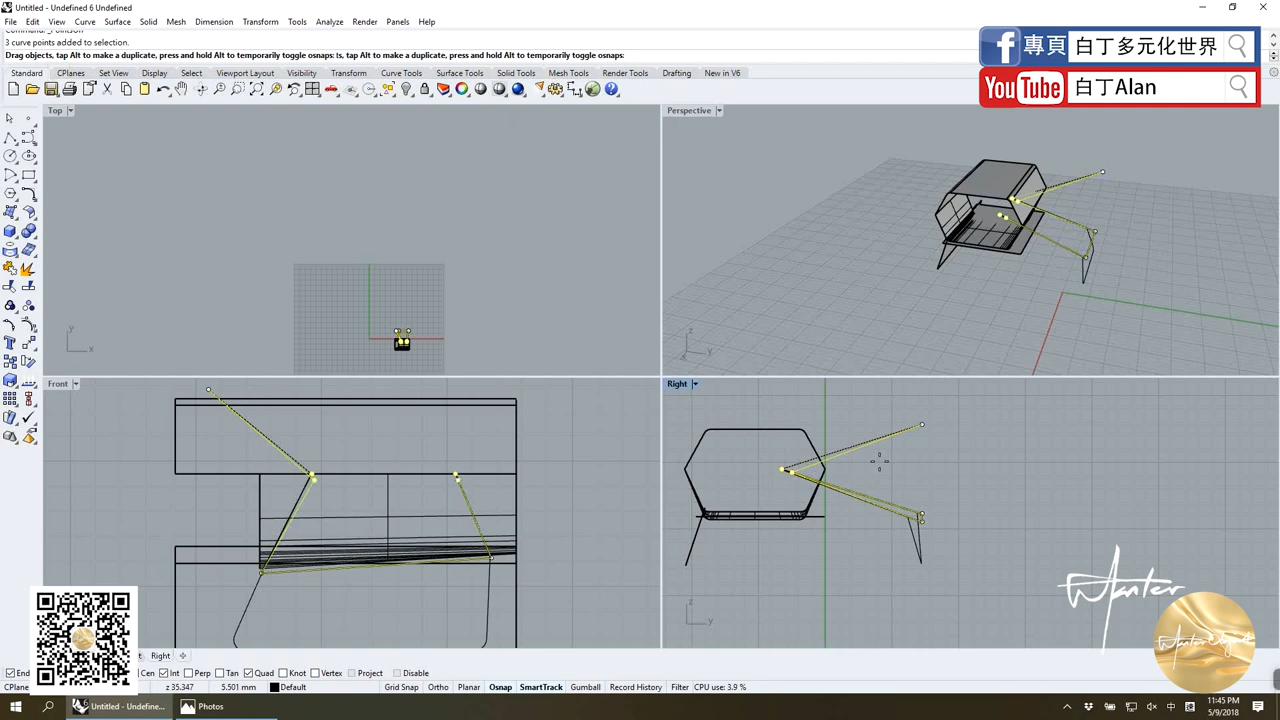 Untitled - Undefined 6 Undefined
File Edit View Curve Surface Solid Mesh Dimension Transform Tools Analyze Render Panels Help
3 curve points added to selection.
Drag objects, tap Alt to make a duplicate, press and hold Alt to temporarily toggle osnaps Alt to make a duplicate, press and hold Alt to temporarily toggle osnaps:
專頁 白丁多元化世界
YouTube 白丁Alan
Standard CPlanes Set View Display Select Viewport Layout Visibility Transform Curve Tools Surface Tools Solid Tools Mesh Tools Render Tools Drafting New in V6
Top
Perspective
y
x
z
x
y
Front
Right
z
y
Wanter
Right
End Cen Int Perp Tan Quad Knot Vertex Project Disable
CPlane z 35.347 5.501 mm Default Grid Snap Ortho Planar Osnap SmartTrack Gumball Record History Filter CPU use: 3.9 %
Untitled - Undefine...
Photos
中
11:45 PM
5/9/2018